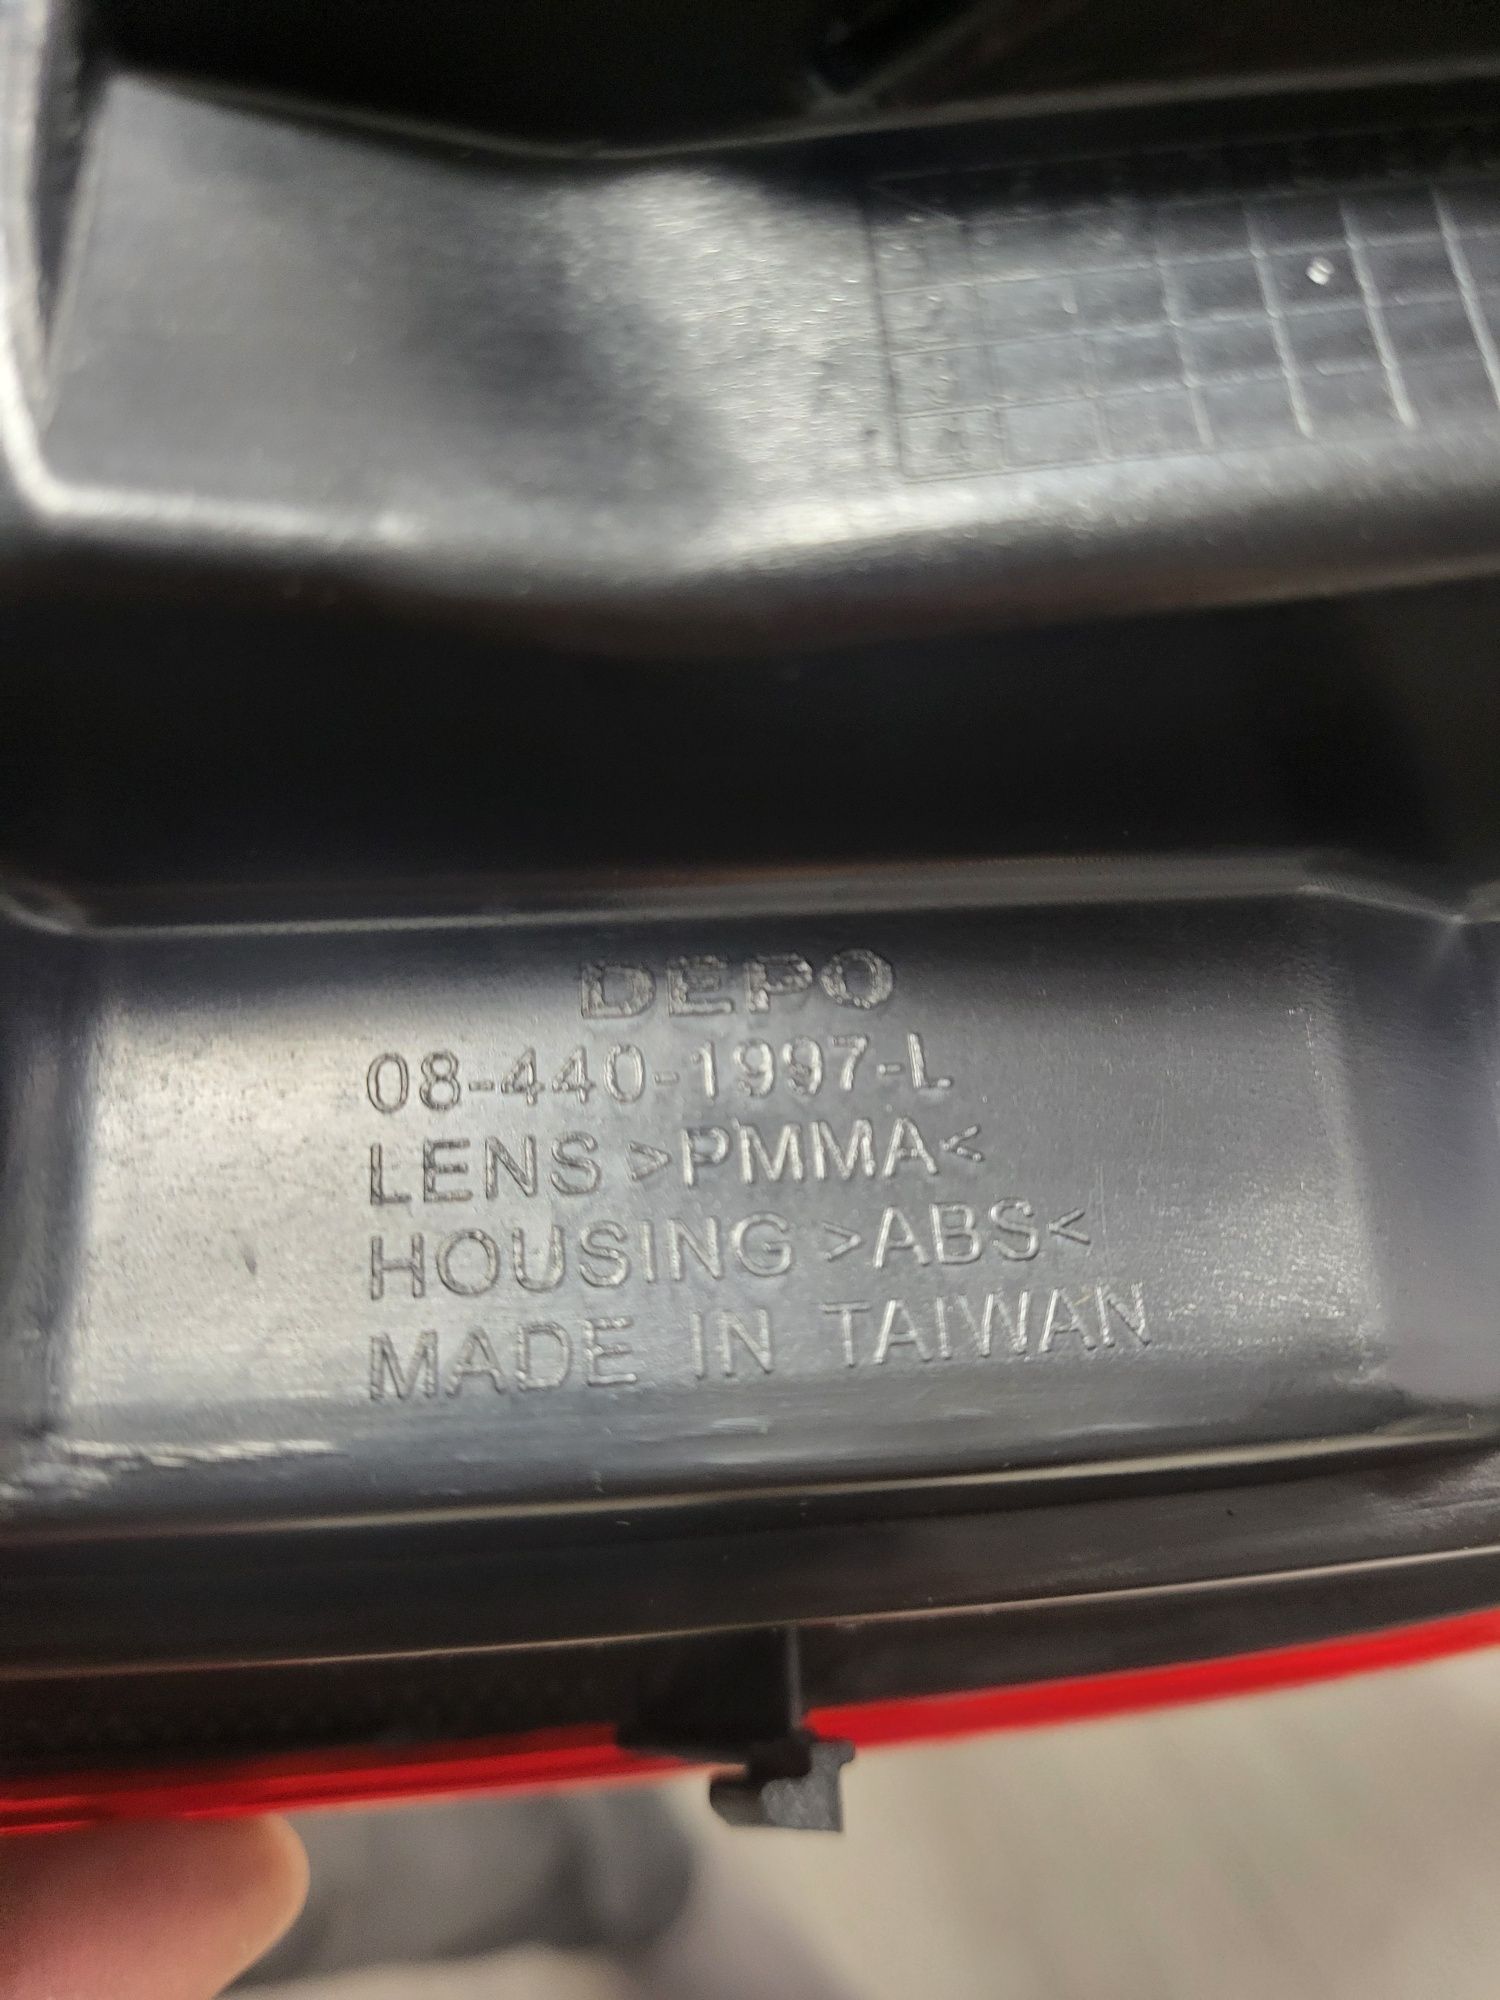 DEPO
08-440-1997-L
LENS >PMMA<
HOUSING >ABS<
MADE IN TAIWAN